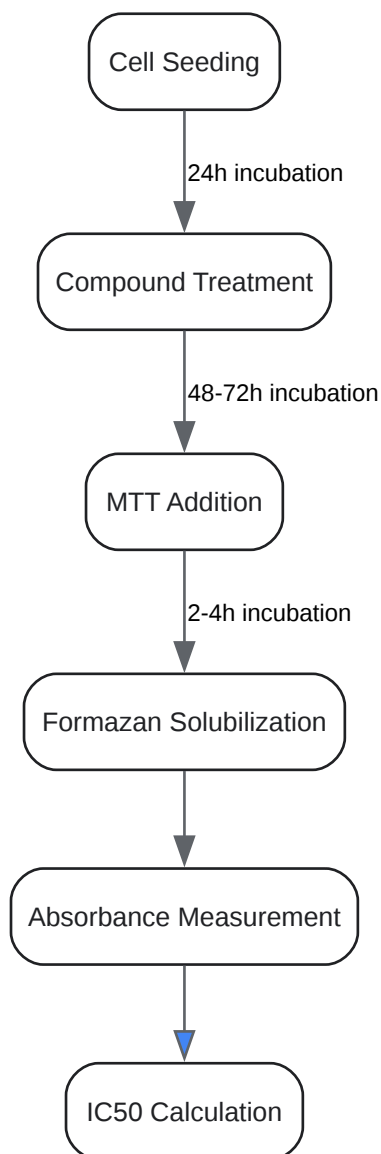 Cell Seeding
24h incubation
Compound Treatment
48-72h incubation
MTT Addition
2-4h incubation
Formazan Solubilization
Absorbance Measurement
IC50 Calculation